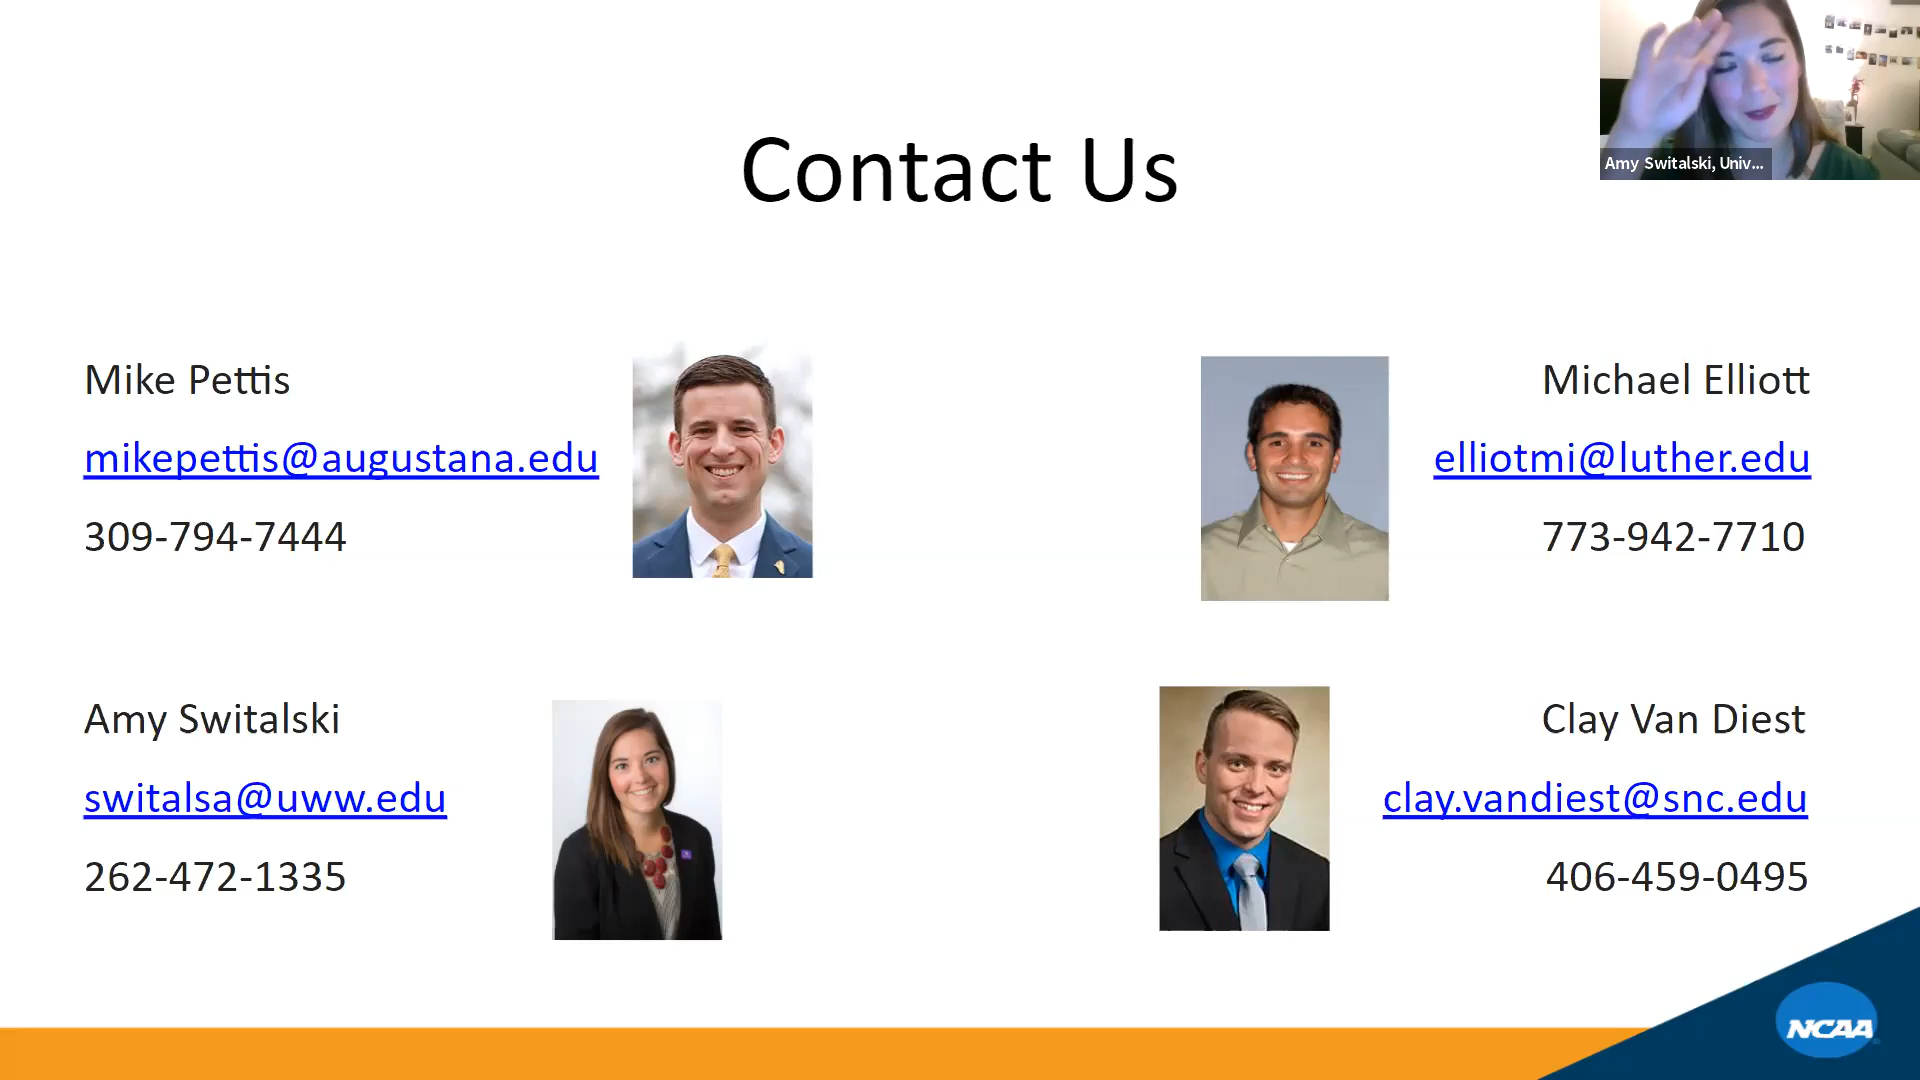 Amy Switalski, Univ...
Contact Us
Mike Pettis
mikepettis@augustana.edu
309-794-7444
Michael Elliott
elliotmi@luther.edu
773-942-7710
Amy Switalski
switalsa@uww.edu
262-472-1335
Clay Van Diest
clay.vandiest@snc.edu
406-459-0495
NCAA